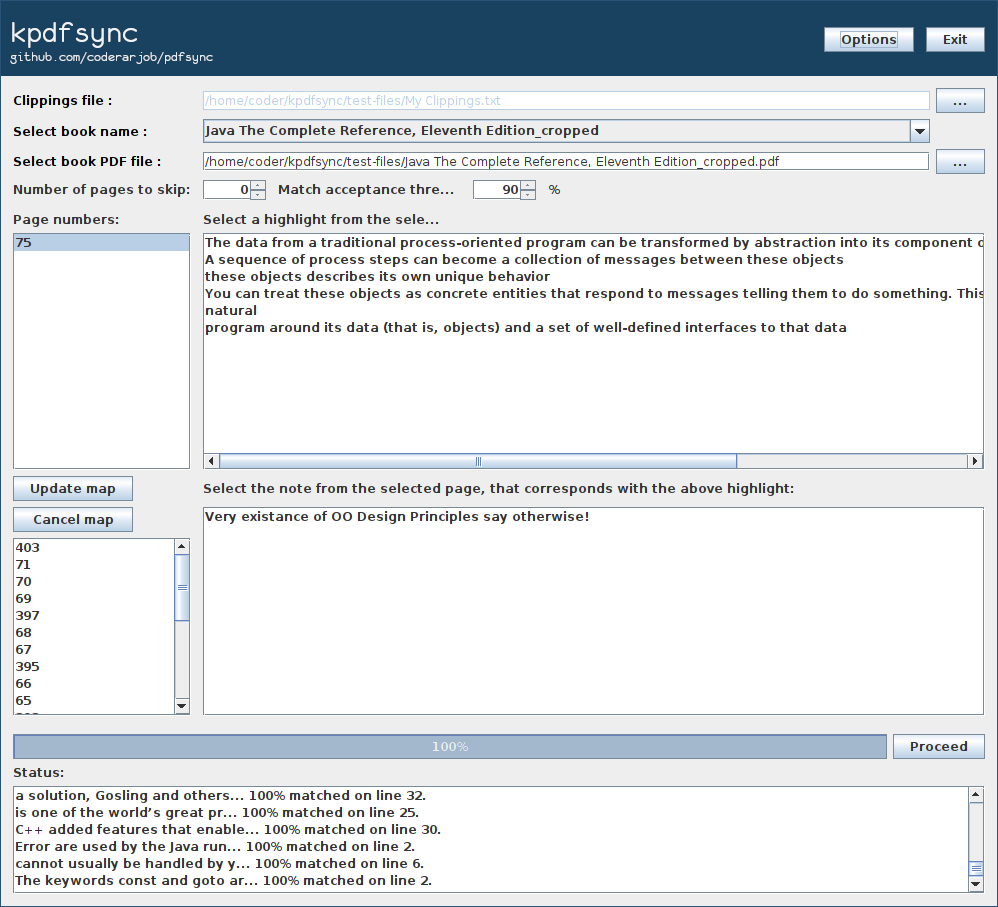 kpdfsync
github.com/coderarjob/pdfsync
Options
Exit
Clippings file :
/home/coder/kpdfsync/test-files/My Clippings.txt
...
Select book name :
Java The Complete Reference, Eleventh Edition_cropped
Select book PDF file :
/home/coder/kpdfsync/test-files/Java The Complete Reference, Eleventh Edition_cropped.pdf
...
Number of pages to skip:
0
Match acceptance thre...
90
%
Page numbers:
Select a highlight from the sele...
75
The data from a traditional process-oriented program can be transformed by abstraction into its component
A sequence of process steps can become a collection of messages between these objects
these objects describes its own unique behavior
You can treat these objects as concrete entities that respond to messages telling them to do something. This
natural
program around its data (that is, objects) and a set of well-defined interfaces to that data
Update map
Select the note from the selected page, that corresponds with the above highlight:
Cancel map
Very existance of OO Design Principles say otherwise!
403
71
70
69
397
68
67
395
66
65
100%
Proceed
Status:
a solution, Gosling and others... 100% matched on line 32.
is one of the world’s great pr... 100% matched on line 25.
C++ added features that enable... 100% matched on line 30.
Error are used by the Java run... 100% matched on line 2.
cannot usually be handled by y... 100% matched on line 6.
The keywords const and goto ar... 100% matched on line 2.